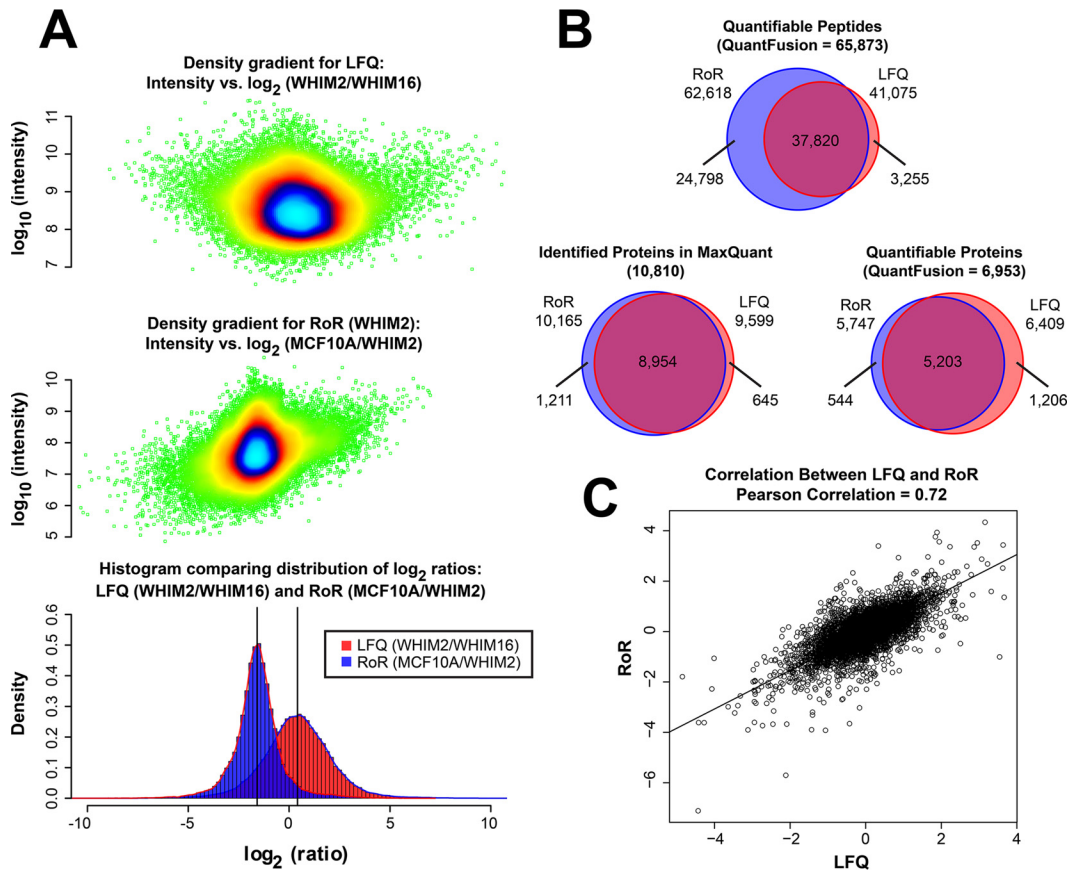 A
Density gradient for LFQ:
Intensity vs. log2 (WHIM2/WHIM16)
log10 (intensity)
11
10
9
8
7
Density gradient for RoR (WHIM2):
Intensity vs. log2 (MCF10A/WHIM2)
log10 (intensity)
10
9
8
7
6
5
Histogram comparing distribution of log2 ratios:
LFQ (WHIM2/WHIM16) and RoR (MCF10A/WHIM2)
Density
0.6
0.5
0.4
0.3
0.2
0.1
0.0
LFQ (WHIM2/WHIM16)
RoR (MCF10A/WHIM2)
-10 -5 0 5 10
log2 (ratio)
B
Quantifiable Peptides
(QuantFusion = 65,873)
RoR
62,618
LFQ
41,075
37,820
24,798
3,255
Identified Proteins in MaxQuant
(10,810)
RoR
10,165
LFQ
9,599
8,954
1,211
645
Quantifiable Proteins
(QuantFusion = 6,953)
RoR
5,747
LFQ
6,409
5,203
544
1,206
C
Correlation Between LFQ and RoR
Pearson Correlation = 0.72
RoR
4
2
0
−2
−4
−6
−4 −2 0 2 4
LFQ